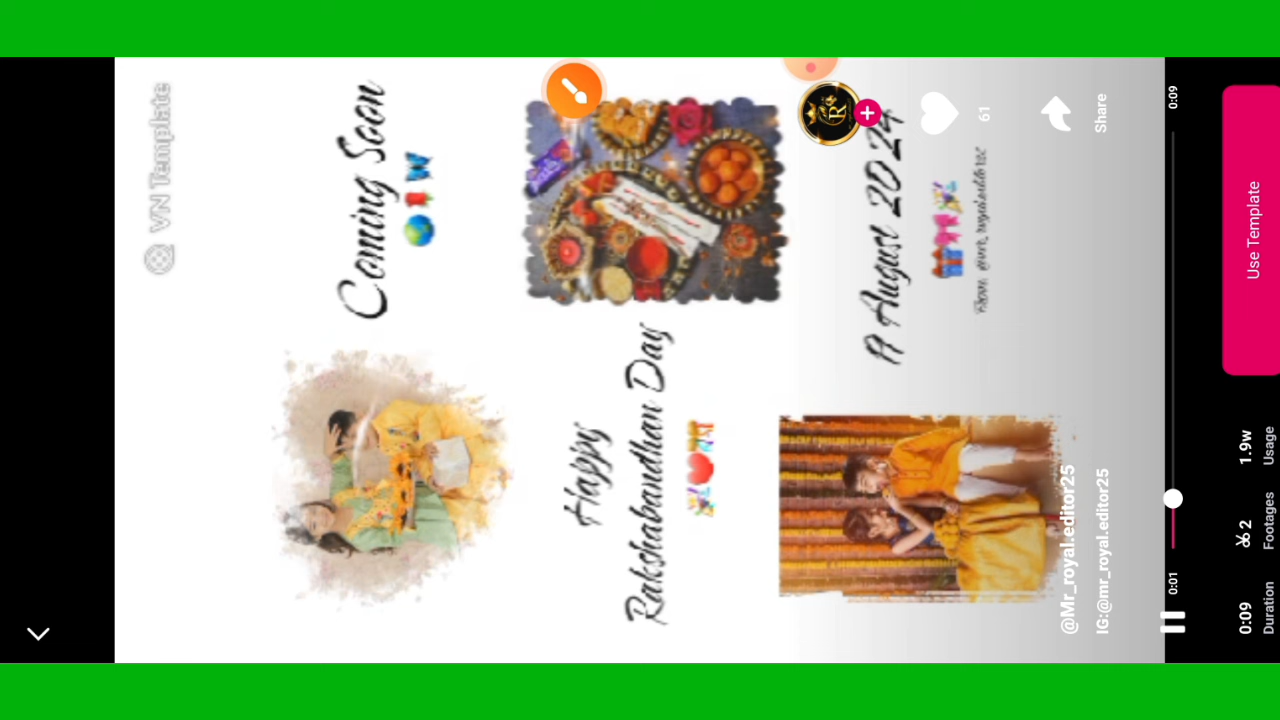 VN Template
Coming Soon
Happy
Rakshabandhan Day
19 August 2024
R
61
Share
@Mr_royal.editor25
IG:@mr_royal.editor25
0:01
0:09
0:09
Duration
2
Footages
1.9w
Usage
Use Template